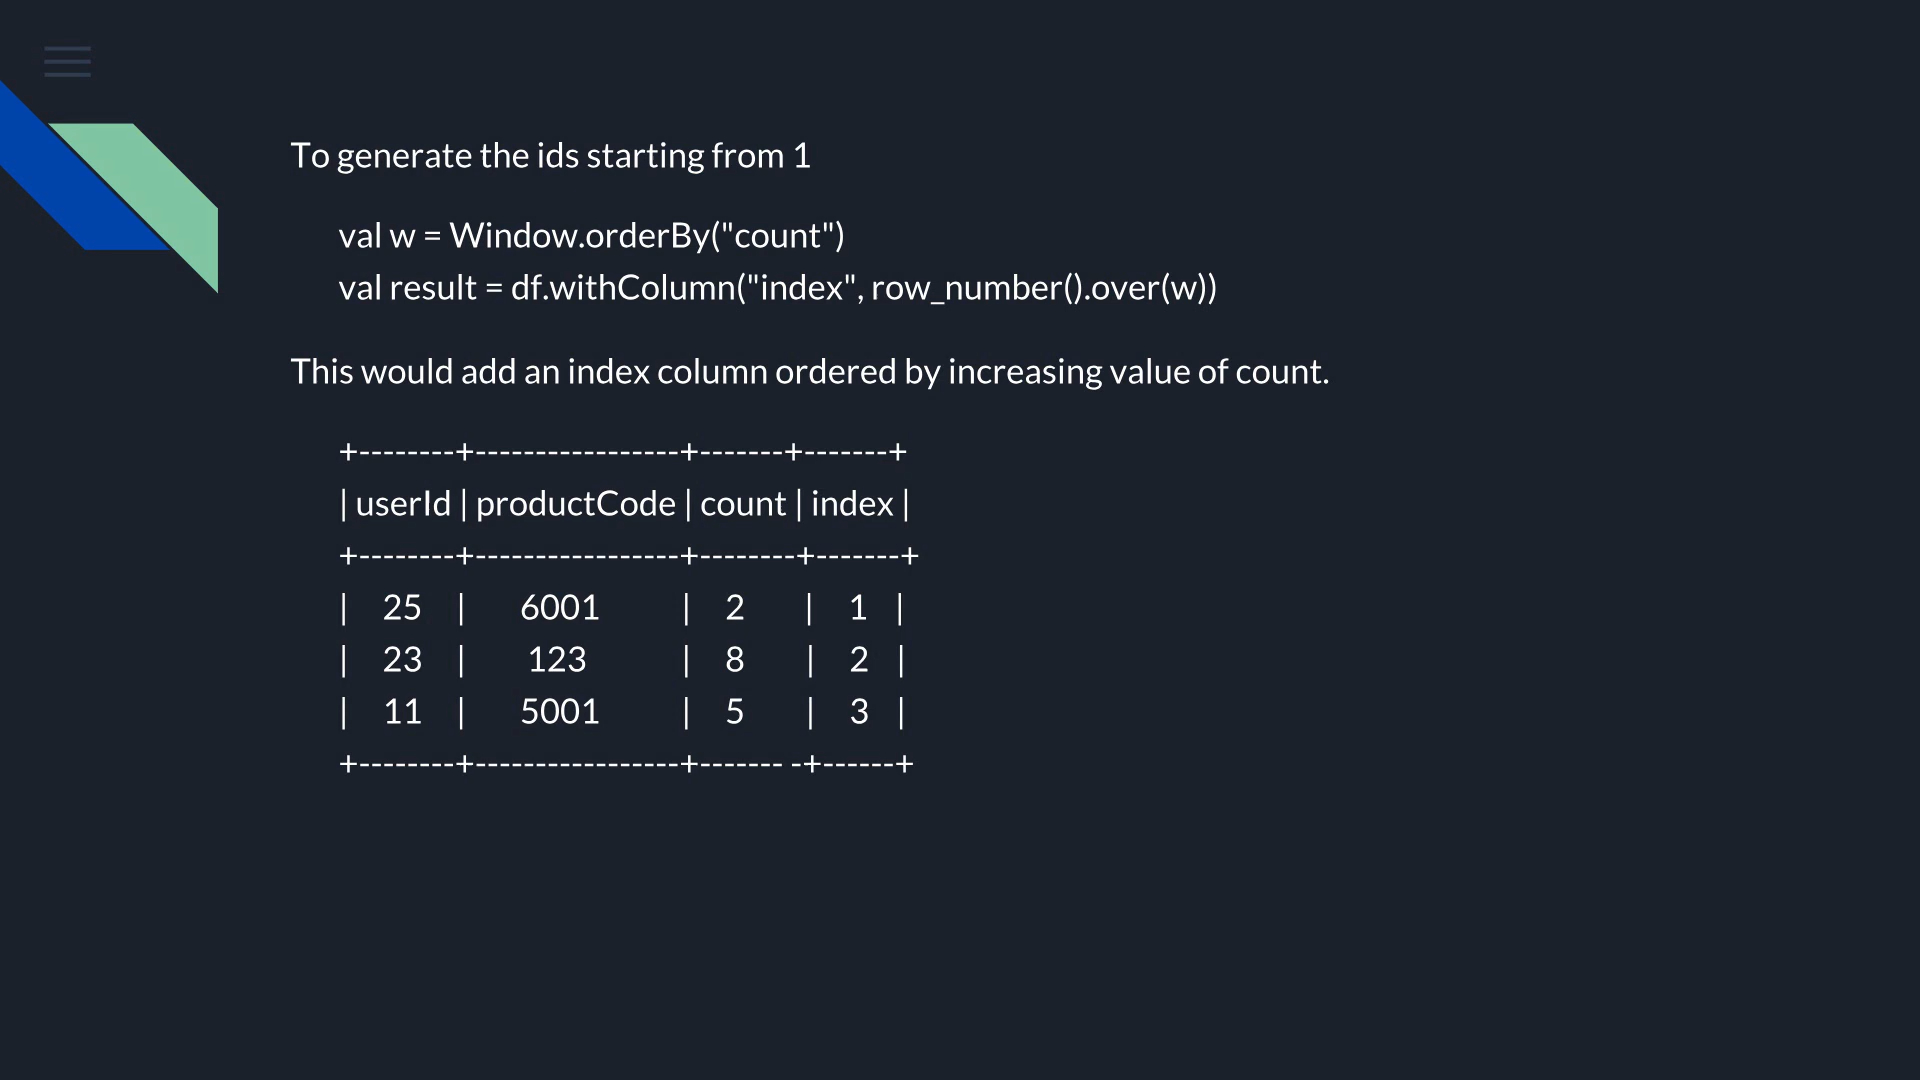 To generate the ids starting from 1
val w = Window.orderBy("count")
val result = df.withColumn("index", row_number().over(w))
This would add an index column ordered by increasing value of count.
+--------+-----------------+-------+-------+
| userId | productCode | count | index |
+--------+-----------------+--------+-------+
| 25 | 6001 | 2 | 1 |
| 23 | 123 | 8 | 2 |
| 11 | 5001 | 5 | 3 |
+--------+-----------------+------- -+------+